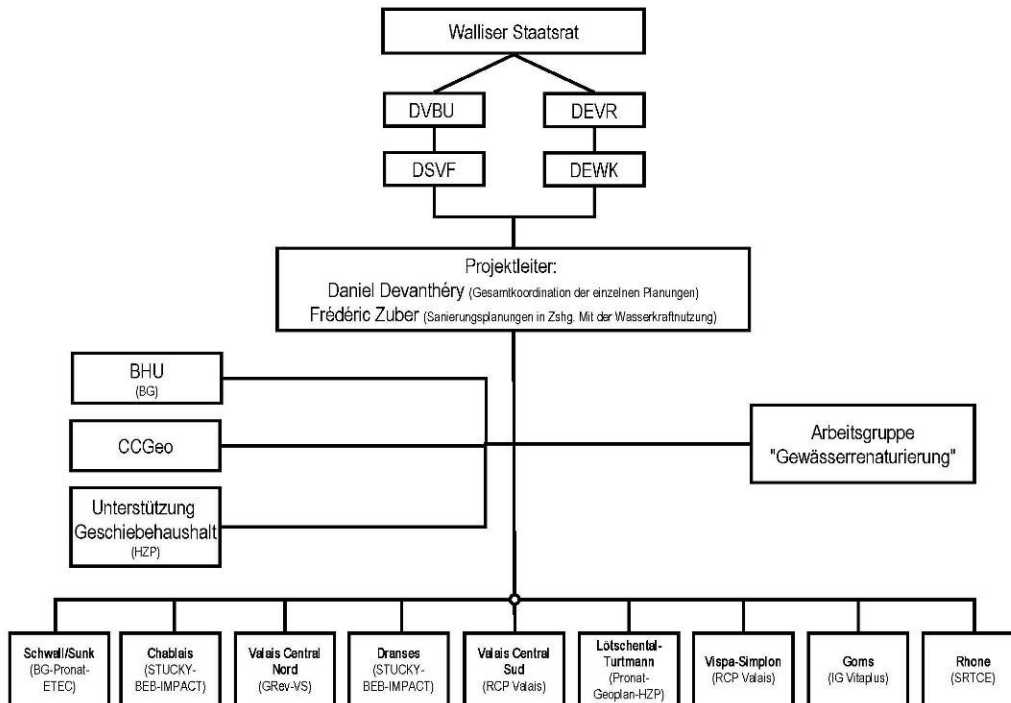 Walliser Staatsrat
DVBU
DEVR
DSVF
DEWK
Projektleiter:
Daniel Devanthéry (Gesamtkoordination der einzelnen Planungen)
Frédéric Zuber (Sanierungsplanungen in Zshg. Mit der Wasserkraftnutzung)
BHU
(BG)
CCGeo
Unterstützung
Geschiebehaushalt
(HZP)
Arbeitsgruppe
"Gewässerrenaturierung"
Schwall/Sunk
(BG-Pronat-
ETEC)
Chablais
(STUCKY-
BEB-IMPACT)
Valais Central
Nord
(GRev-VS)
Dranses
(STUCKY-
BEB-IMPACT)
Valais Central
Sud
(RCP Valais)
Lötschental-
Turtmann
(Pronat-
Geoplan-HZP)
Vispa-Simplon
(RCP Valais)
Goms
(IG Vitaplus)
Rhone
(SRTCE)